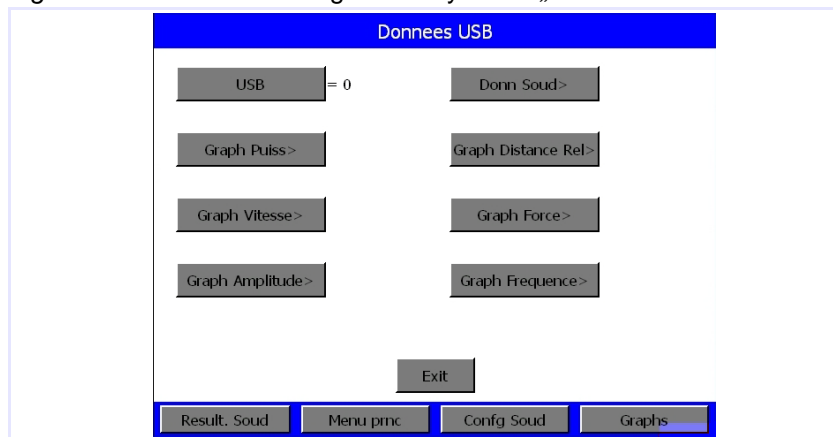 Donnees USB
USB = 0
Donn Soud>
Graph Puiss>
Graph Distance Rel>
Graph Vitesse>
Graph Force>
Graph Amplitude>
Graph Frequence>
Exit
Result. Soud
Menu prnc
Confg Soud
Graphs